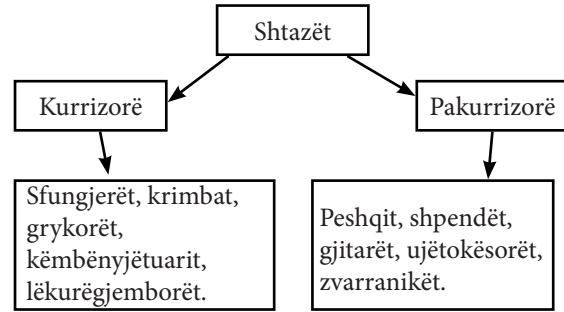 Shtazët
Kurrizorë
Pakurrizorë
Sfungjerët, krimbat,
grykorët,
këmbënyjëtuarit,
lëkurëgjemborët.
Peshqit, shpendët,
gjitarët, ujëtokësorët,
zvarranikët.